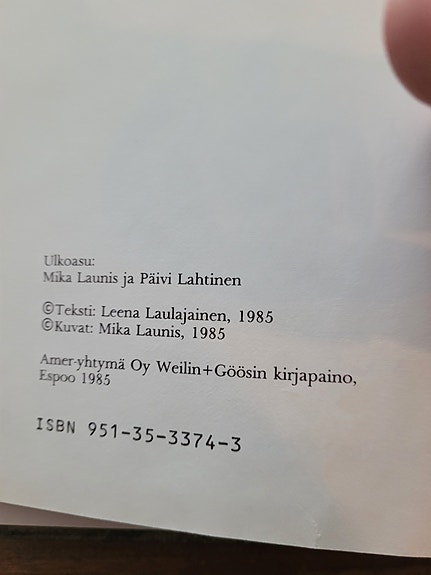 Ulkoasu:
Mika Launis ja Päivi Lahtinen
©Teksti: Leena Laulajainen, 1985
©Kuvat: Mika Launis, 1985
Amer-yhtymä Oy Weilin+Göösin kirjapaino,
Espoo 1985
ISBN 951-35-3374-3